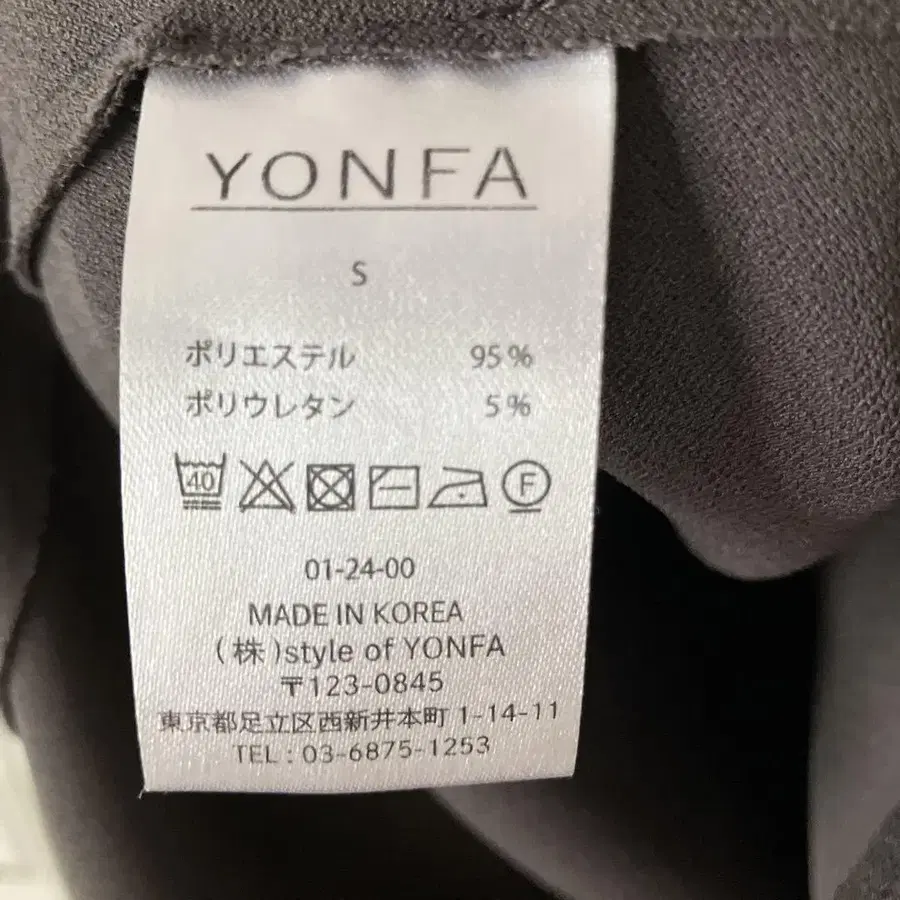 YONFA
S
ポリエステル 95%
ポリウレタン 5%
40 F
01-24-00
MADE IN KOREA
(株)style of YONFA
〒123-0845
東京都足立区西新井本町 1-14-11
TEL : 03-6875-1253